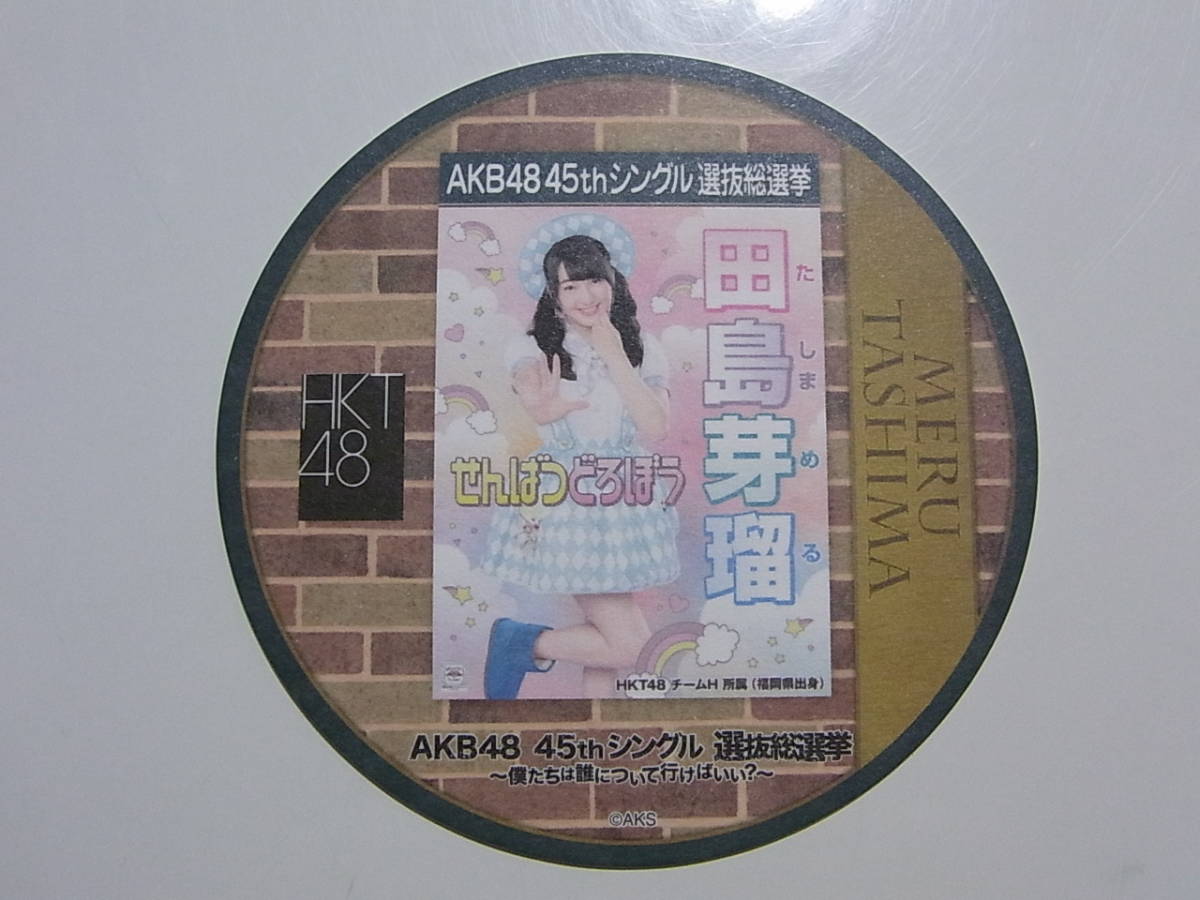 AKB48 45thシングル 選抜総選挙
田島芽瑠
たしまめる
せんばつどろぼう
HKT48 チームH 所属 (福岡県出身)
HKT
48
MERU
TASHIMA
AKB48 45thシングル 選抜総選挙
～僕たちは誰について行けばいい?～
©AKS